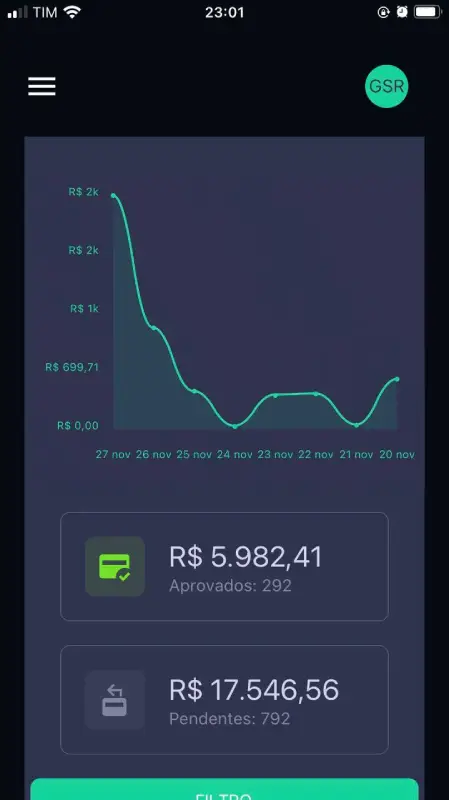 TIM 23:01
GSR
R$ 2k
R$ 2k
R$ 1k
R$ 699,71
R$ 0,00
27 nov 26 nov 25 nov 24 nov 23 nov 22 nov 21 nov 20 nov
R$ 5.982,41
Aprovados: 292
R$ 17.546,56
Pendentes: 792
FILTRO